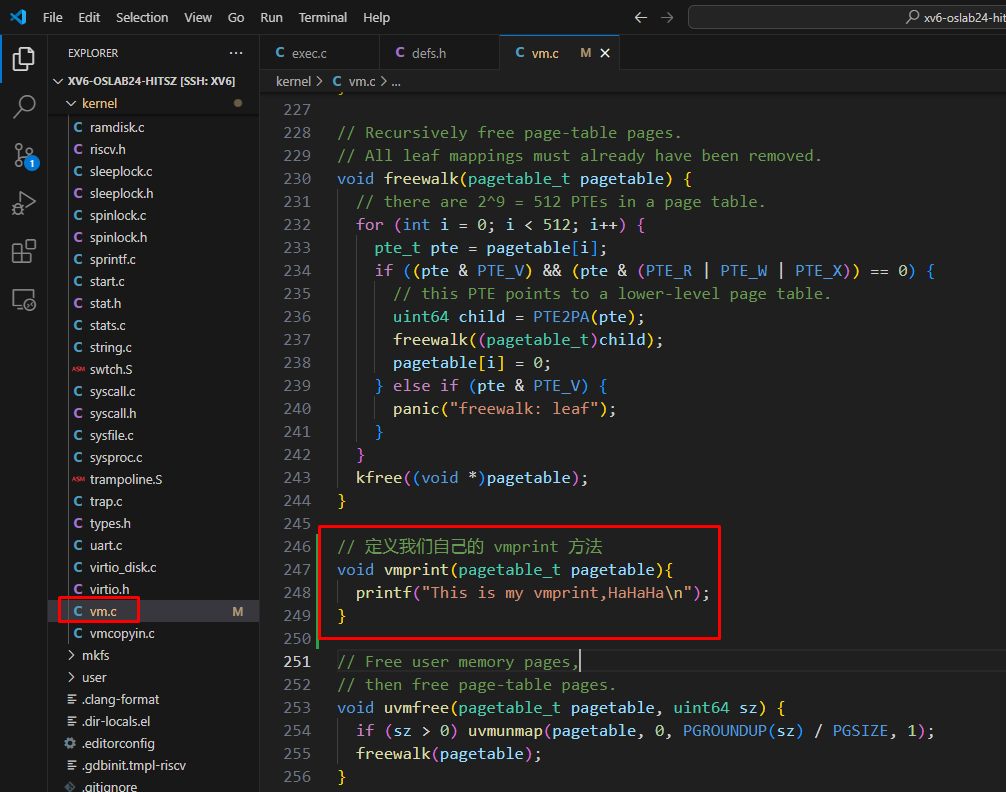 File Edit Selection View Go Run Terminal Help
xv6-oslab24-hit
EXPLORER
XV6-OSLAB24-HITSZ [SSH: XV6]
kernel
C ramdisk.c
C riscv.h
C sleeplock.c
C sleeplock.h
C spinlock.c
C spinlock.h
C sprintf.c
C start.c
C stat.h
C stats.c
C string.c
ASM swtch.S
C syscall.c
C syscall.h
C sysfile.c
C sysproc.c
ASM trampoline.S
C trap.c
C types.h
C uart.c
C virtio_disk.c
C virtio.h
C vm.c M
C vmcopyin.c
mkfs
user
.clang-format
.dir-locals.el
.editorconfig
.gdbinit.tmpl-riscv
.gitignore
1
C exec.c C defs.h C vm.c M
kernel > C vm.c > ...
227
228 // Recursively free page-table pages.
229 // All leaf mappings must already have been removed.
230 void freewalk(pagetable_t pagetable) {
231 // there are 2^9 = 512 PTEs in a page table.
232 for (int i = 0; i < 512; i++) {
233 pte_t pte = pagetable[i];
234 if ((pte & PTE_V) && (pte & (PTE_R | PTE_W | PTE_X)) == 0) {
235 // this PTE points to a lower-level page table.
236 uint64 child = PTE2PA(pte);
237 freewalk((pagetable_t)child);
238 pagetable[i] = 0;
239 } else if (pte & PTE_V) {
240 panic("freewalk: leaf");
241 }
242 }
243 kfree((void *)pagetable);
244 }
245
246 // 定义我们自己的 vmprint 方法
247 void vmprint(pagetable_t pagetable){
248 printf("This is my vmprint,HaHaHa\n");
249 }
250
251 // Free user memory pages,
252 // then free page-table pages.
253 void uvmfree(pagetable_t pagetable, uint64 sz) {
254 if (sz > 0) uvmunmap(pagetable, 0, PGROUNDUP(sz) / PGSIZE, 1);
255 freewalk(pagetable);
256 }